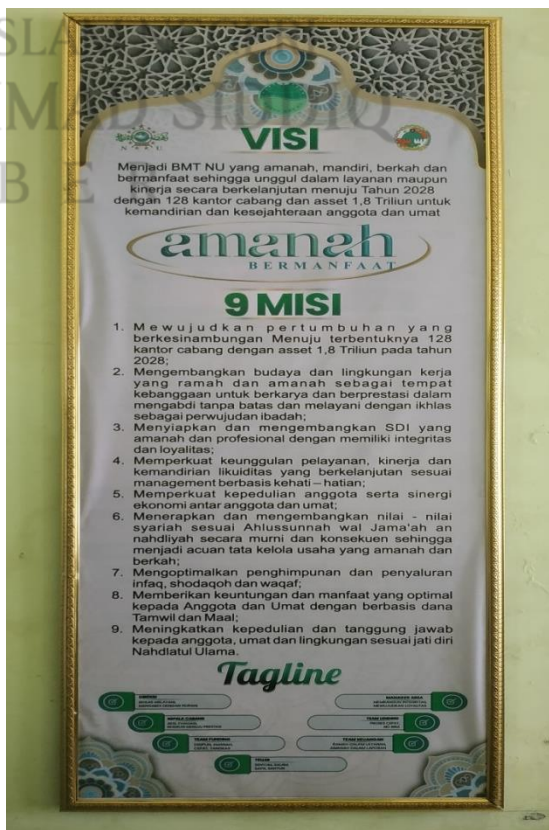 VISI
Menjadi BMT NU yang amanah, mandiri, berkah dan
bermanfaat sehingga unggul dalam layanan maupun
kinerja secara berkelanjutan menuju Tahun 2028
dengan 128 kantor cabang dan asset 1,8 Triliun untuk
kemandirian dan kesejahteraan anggota dan umat
amanah
BERMANFAAT
9 MISI
1. Mewujudkan pertumbuhan yang
berkesinambungan Menuju terbentuknya 128
kantor cabang dengan asset 1,8 Triliun pada tahun
2028;
2. Mengembangkan budaya dan lingkungan kerja
yang ramah dan amanah sebagai tempat
kebanggaan untuk berkarya dan berprestasi dalam
mengabdi tanpa batas dan melayani dengan ikhlas
sebagai perwujudan ibadah;
3. Menyiapkan dan mengembangkan SDI yang
amanah dan profesional dengan memiliki integritas
dan loyalitas;
4. Memperkuat keunggulan pelayanan, kinerja dan
kemandirian likuiditas yang berkelanjutan sesuai
management berbasis kehati – hatian;
5. Memperkuat kepedulian anggota serta sinergi
ekonomi antar anggota dan umat;
6. Menerapkan dan mengembangkan nilai - nilai
syariah sesuai Ahlussunnah wal Jama'ah an
nahdliyah secara murni dan konsekuen sehingga
menjadi acuan tata kelola usaha yang amanah dan
berkah;
7. Mengoptimalkan penghimpunan dan penyaluran
infaq, shodaqoh dan waqaf;
8. Memberikan keuntungan dan manfaat yang optimal
kepada Anggota dan Umat dengan berbasis dana
Tamwil dan Maal;
9. Meningkatkan kepedulian dan tanggung jawab
kepada anggota, umat dan lingkungan sesuai jati diri
Nahdlatul Ulama.
Tagline